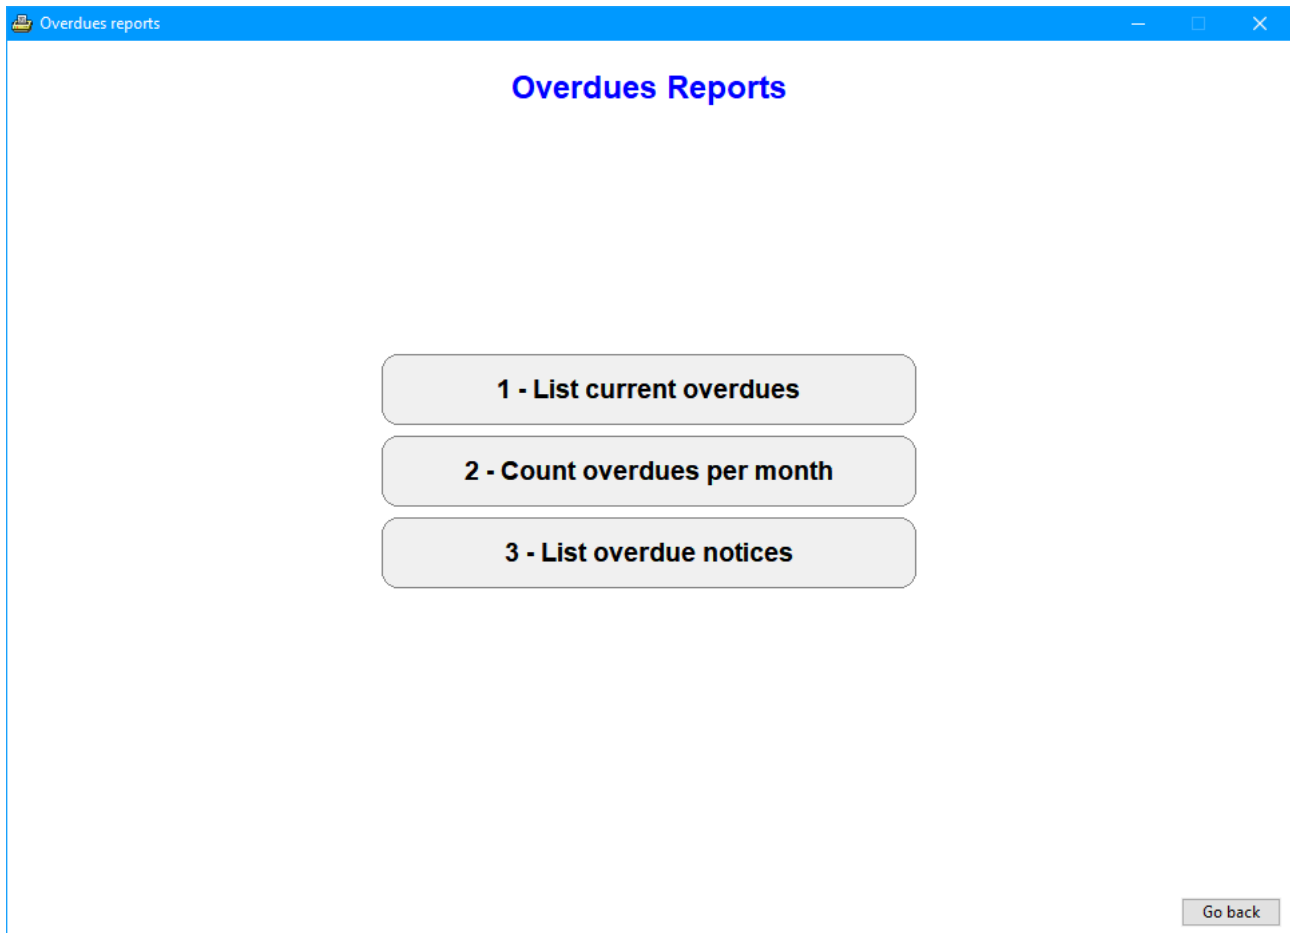 Overdues reports
Overdues Reports
1 - List current overdues
2 - Count overdues per month
3 - List overdue notices
Go back